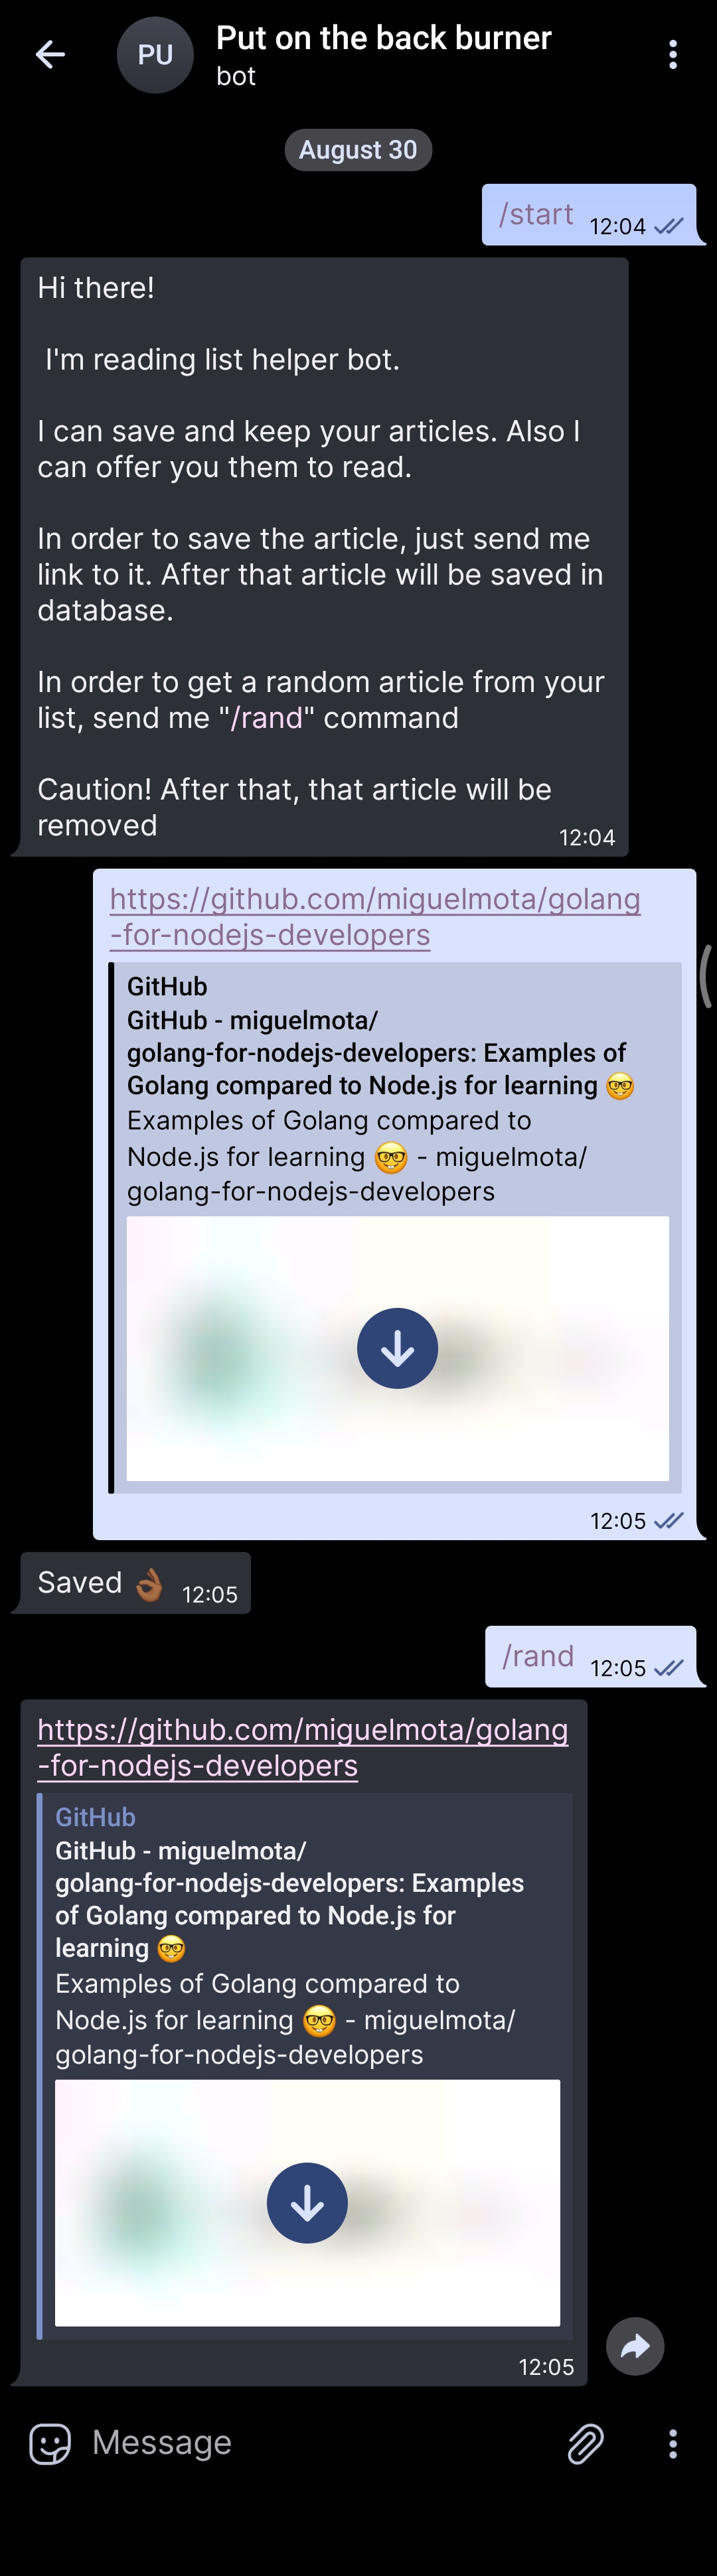 PU
Put on the back burner
bot
August 30
/start 12:04
Hi there!
I'm reading list helper bot.
I can save and keep your articles. Also I
can offer you them to read.
In order to save the article, just send me
link to it. After that article will be saved in
database.
In order to get a random article from your
list, send me "/rand" command
Caution! After that, that article will be
removed
12:04
https://github.com/miguelmota/golang
-for-nodejs-developers
GitHub
GitHub - miguelmota/
golang-for-nodejs-developers: Examples of
Golang compared to Node.js for learning 🤓
Examples of Golang compared to
Node.js for learning 🤓 - miguelmota/
golang-for-nodejs-developers
12:05
Saved 👌🏾 12:05
/rand 12:05
https://github.com/miguelmota/golang
-for-nodejs-developers
GitHub
GitHub - miguelmota/
golang-for-nodejs-developers: Examples
of Golang compared to Node.js for
learning 🤓
Examples of Golang compared to
Node.js for learning 🤓 - miguelmota/
golang-for-nodejs-developers
12:05
Message